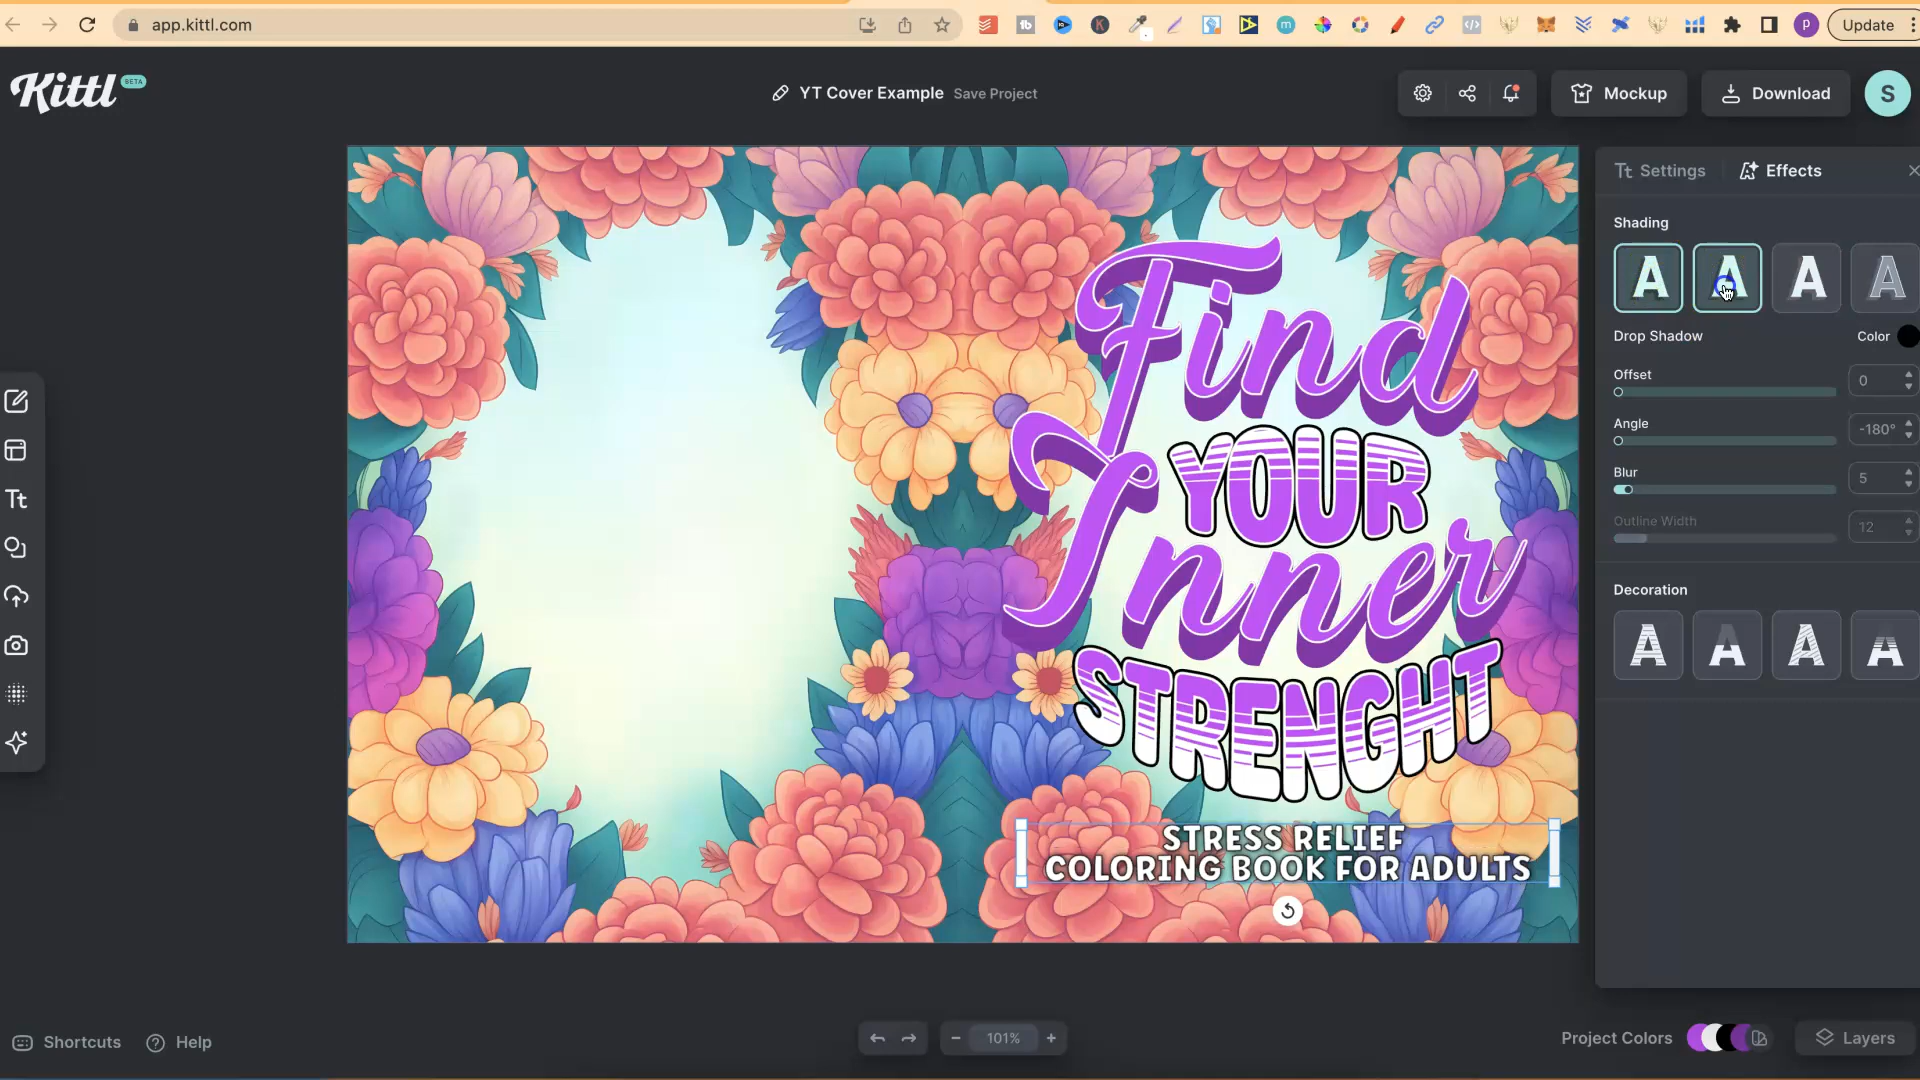 app.kittl.com
Update
Kittl BETA
YT Cover Example Save Project
Mockup
Download
S
Tt Settings
Effects
Shading
A A A A
Drop Shadow
Color
Offset
0
Angle
-180°
Blur
5
Outline Width
12
Decoration
A A A A
Find
YOUR
Inner
STRENGHT
STRESS RELIEF
COLORING BOOK FOR ADULTS
Tt
Shortcuts
Help
101%
Project Colors
Layers